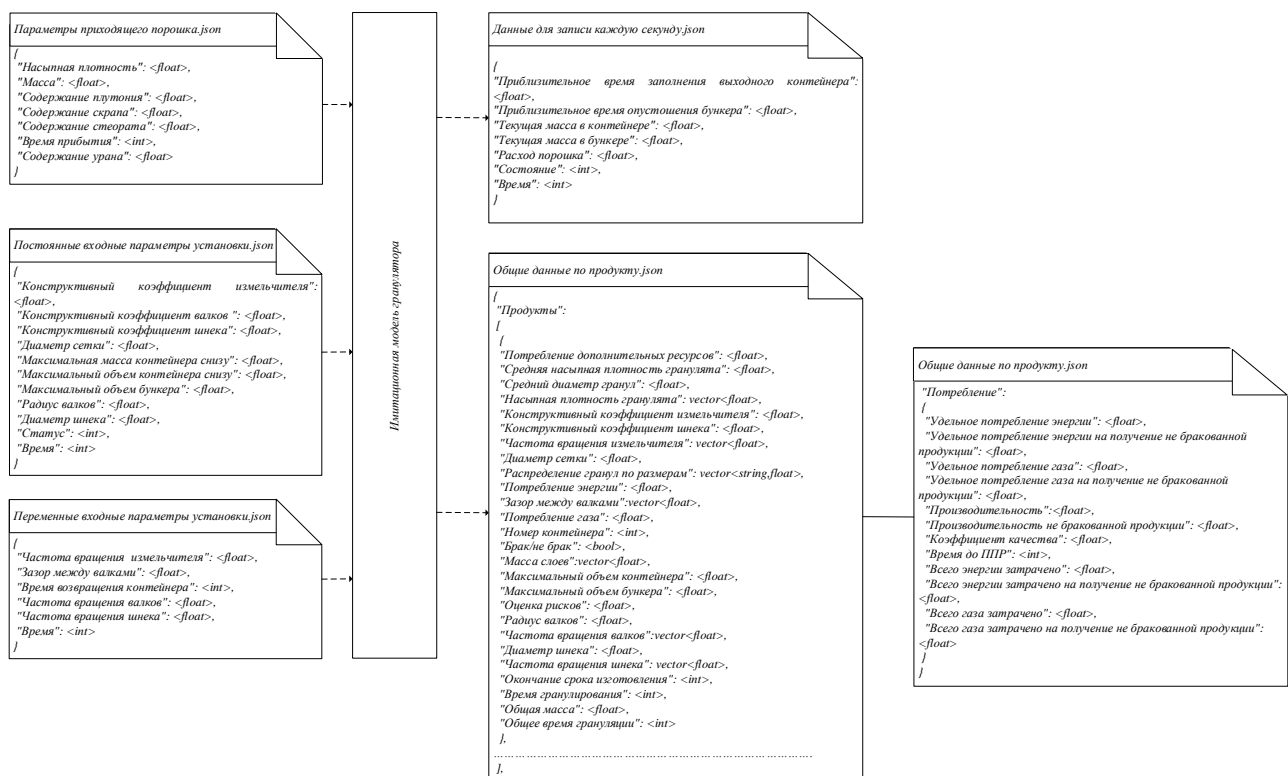 Параметры приходящего порошка.json
{
"Насыпная плотность": <float>,
"Масса": <float>,
"Содержание плутония": <float>,
"Содержание скрапа": <float>,
"Содержание стеората": <float>,
"Время прибытия": <int>,
"Содержание урана": <float>
}
Постоянные входные параметры установки.json
{
"Конструктивный коэффициент измельчителя":
<float>,
"Конструктивный коэффициент валков ": <float>,
"Конструктивный коэффициент шнека": <float>,
"Диаметр сетки": <float>,
"Максимальная масса контейнера снизу": <float>,
"Максимальный объем контейнера снизу": <float>,
"Максимальный объем бункера": <float>,
"Радиус валков": <float>,
"Диаметр шнека": <float>,
"Статус": <int>,
"Время": <int>
}
Переменные входные параметры установки.json
{
"Частота вращения измельчителя": <float>,
"Зазор между валками": <float>,
"Время возвращения контейнера": <int>,
"Частота вращения валков": <float>,
"Частота вращения шнека": <float>,
"Время": <int>
}
Имитационная модель гранулятора
Данные для записи каждую секунду.json
{
"Приблизительное время заполнения выходного контейнера":
<float>,
"Приблизительное время опустошения бункера": <float>,
"Текущая масса в контейнере": <float>,
"Текущая масса в бункере": <float>,
"Расход порошка": <float>,
"Состояние": <int>,
"Время": <int>
}
Общие данные по продукту.json
{
"Продукты":
[
{
"Потребление дополнительных ресурсов": <float>,
"Средняя насыпная плотность гранулята": <float>,
"Средний диаметр гранул": <float>,
"Насыпная плотность гранулята": vector<float>,
"Конструктивный коэффициент измельчителя": <float>,
"Конструктивный коэффициент шнека": <float>,
"Частота вращения измельчителя": vector<float>,
"Диаметр сетки": <float>,
"Распределение гранул по размерам": vector<string,float>,
"Потребление энергии": <float>,
"Зазор между валками":vector<float>,
"Потребление газа": <float>,
"Номер контейнера": <int>,
"Брак/не брак": <bool>,
"Масса слоев":vector<float>,
"Максимальный объем контейнера": <float>,
"Максимальный объем бункера": <float>,
"Оценка рисков": <float>,
"Радиус валков": <float>,
"Частота вращения валков":vector<float>,
"Диаметр шнека": <float>,
"Частота вращения шнека": vector<float>,
"Окончание срока изготовления": <int>,
"Время гранулирования": <int>,
"Общая масса": <float>,
"Общее время грануляции": <int>
},
……………………………………………………………………………….
],
Общие данные по продукту.json
"Потребление":
{
"Удельное потребление энергии": <float>,
"Удельное потребление энергии на получение не бракованной
продукции": <float>,
"Удельное потребление газа": <float>,
"Удельное потребление газа на получение не бракованной
продукции": <float>,
"Производительность":<float>,
"Производительность не бракованной продукции": <float>,
"Коэффициент качества": <float>,
"Время до ППР": <int>,
"Всего энергии затрачено": <float>,
"Всего энергии затрачено на получение не бракованной продукции":
<float>,
"Всего газа затрачено": <float>,
"Всего газа затрачено на получение не бракованной продукции":
<float>
}
}